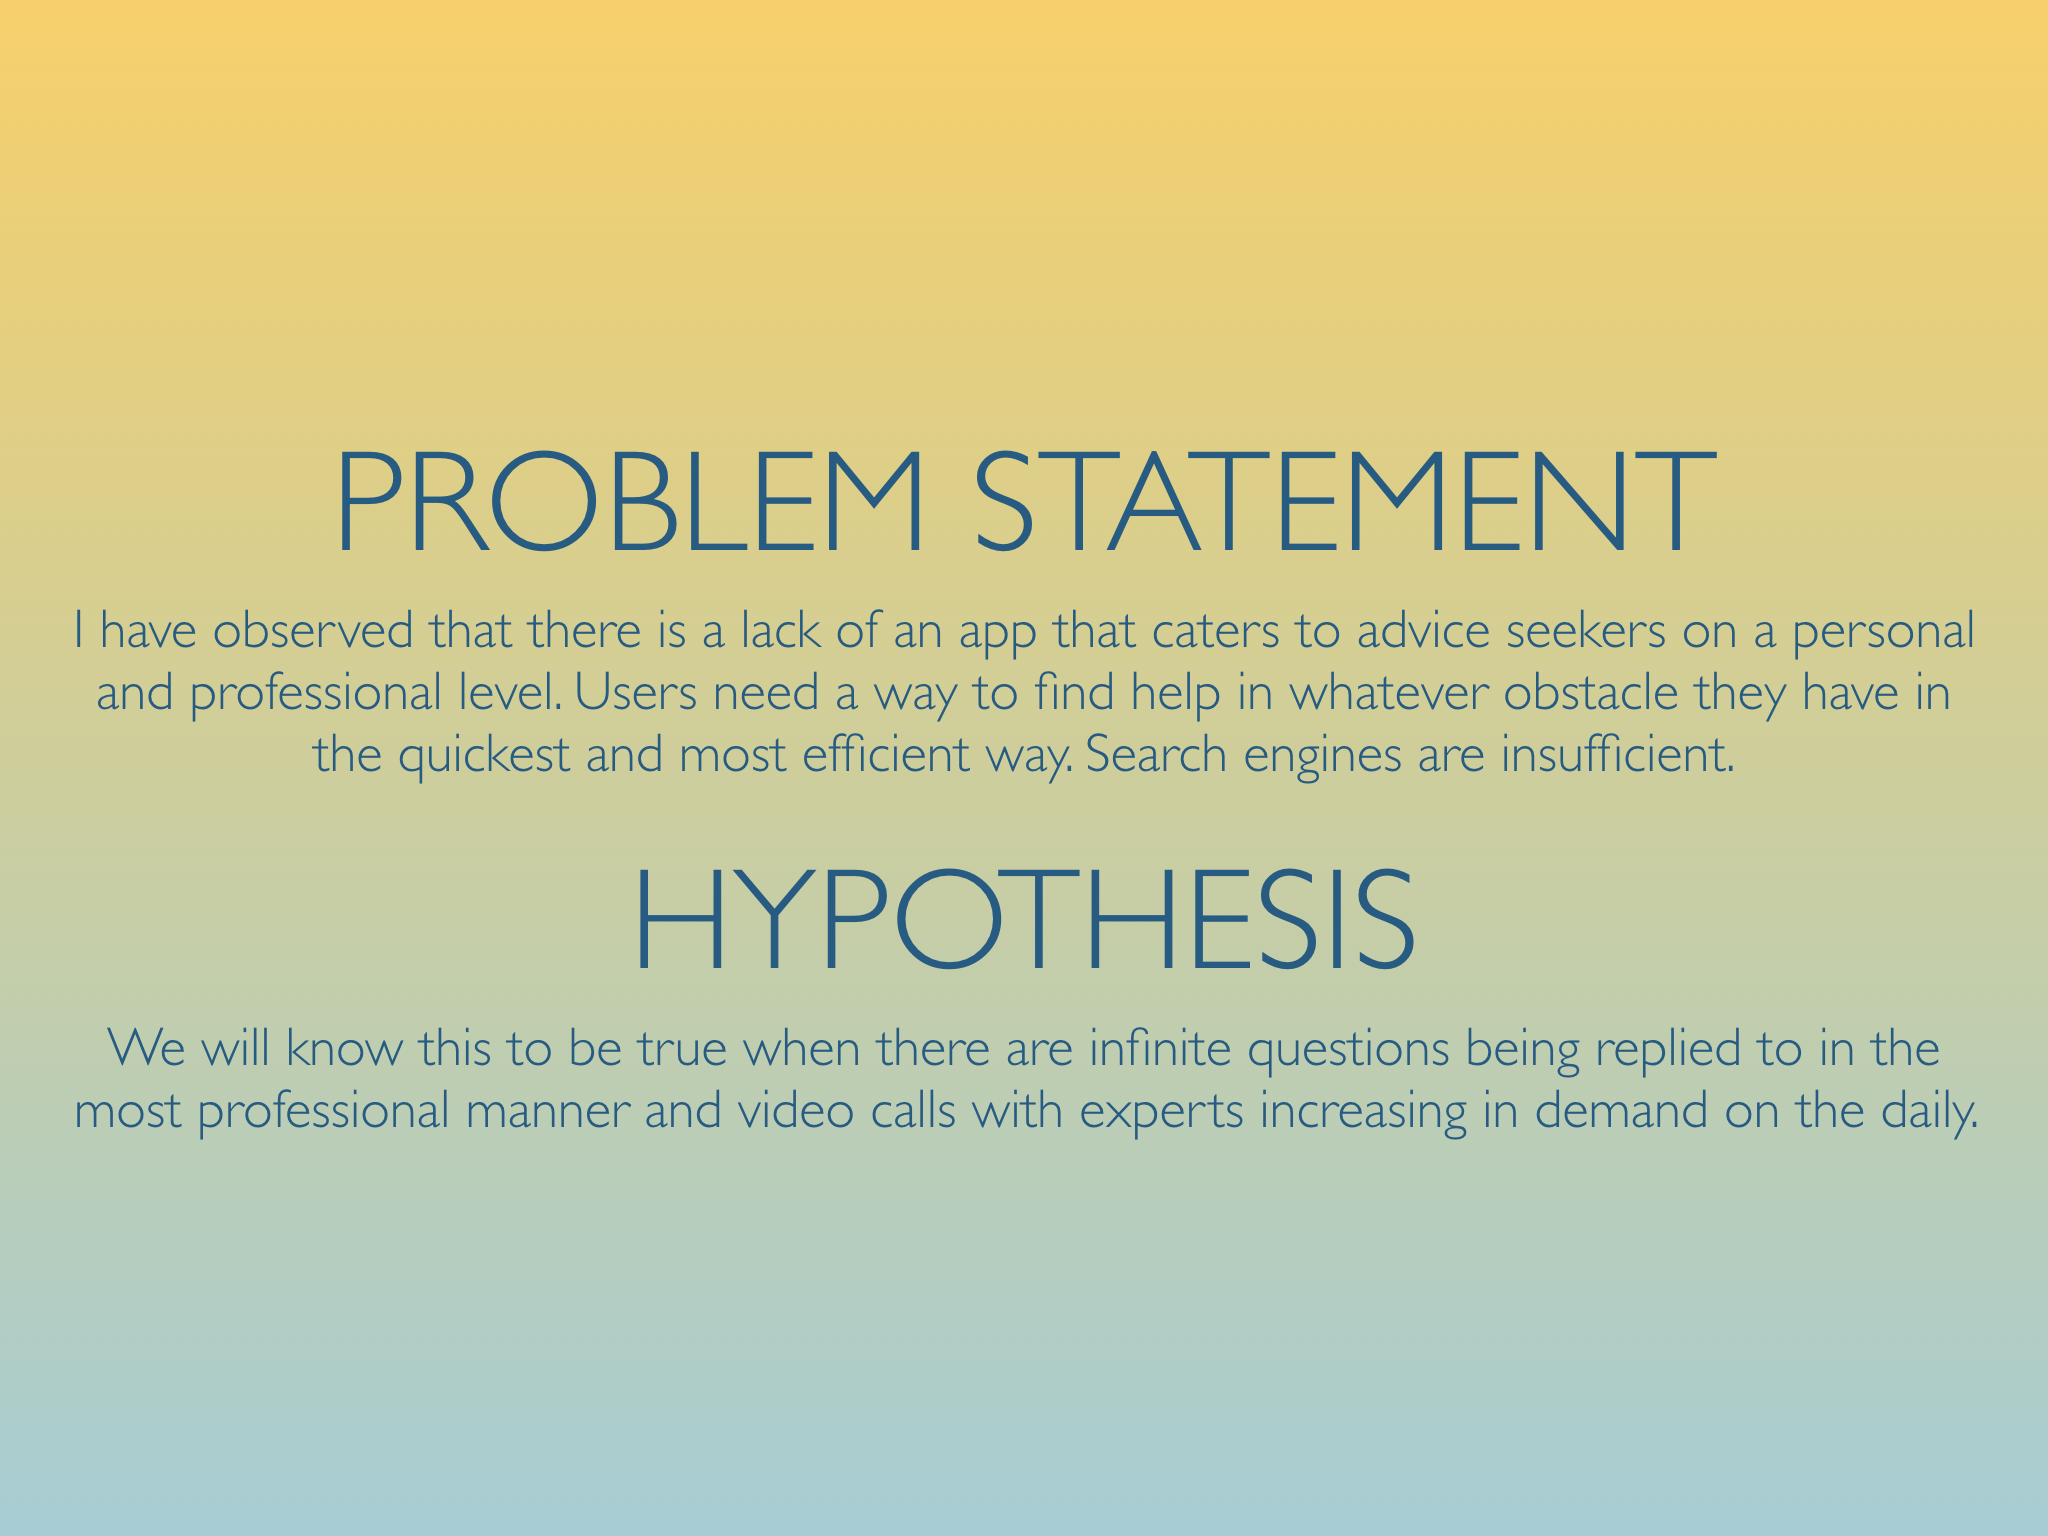 PROBLEM STATEMENT
I have observed that there is a lack of an app that caters to advice seekers on a personal
and professional level. Users need a way to find help in whatever obstacle they have in
the quickest and most efficient way. Search engines are insufficient.
HYPOTHESIS
We will know this to be true when there are infinite questions being replied to in the
most professional manner and video calls with experts increasing in demand on the daily.